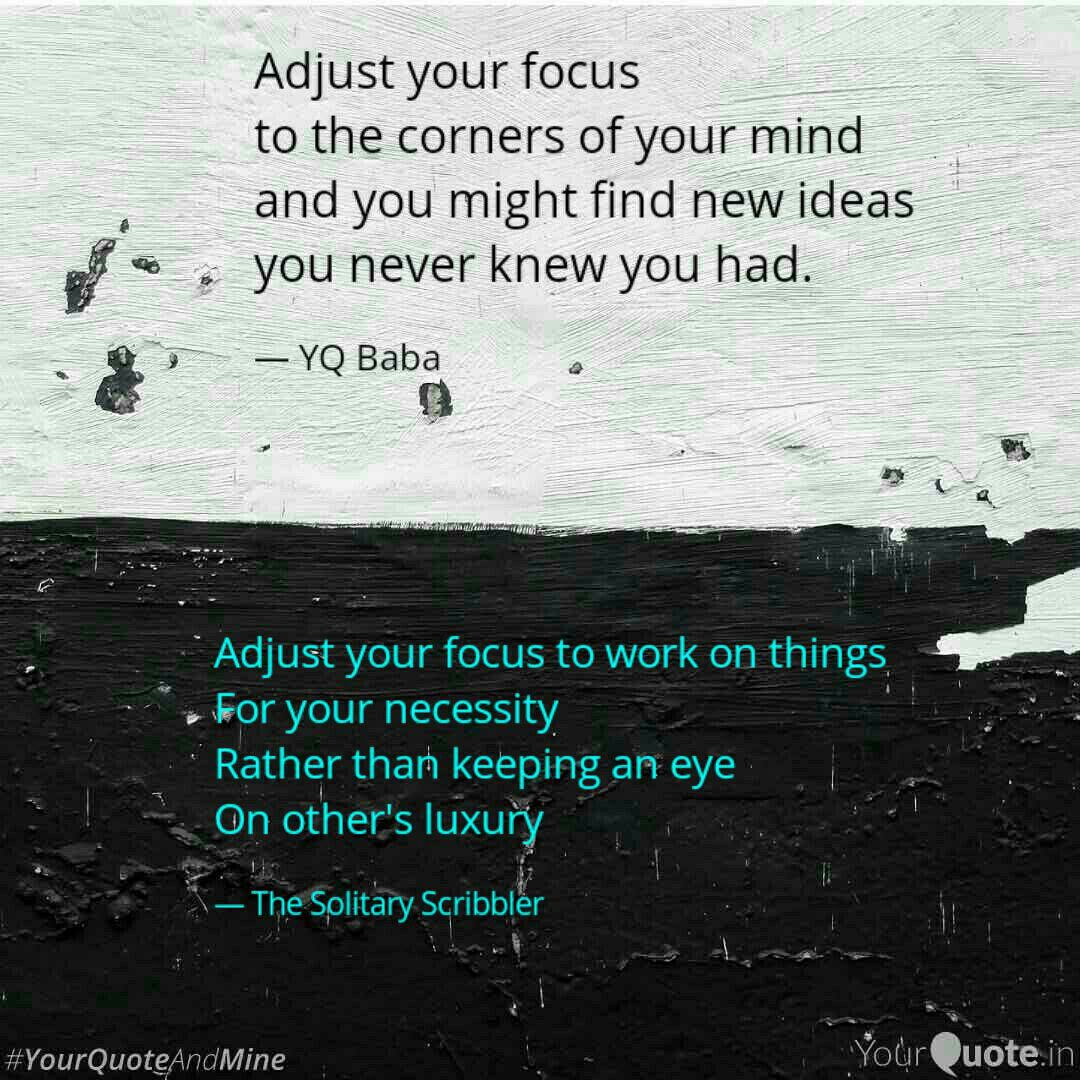 Adjust your focus
to the corners of your mind
and you might find new ideas
you never knew you had.
— YQ Baba
Adjust your focus to work on things
For your necessity
Rather than keeping an eye
On other's luxury
— The Solitary Scribbler
#YourQuoteAndMine
YourQuote.in